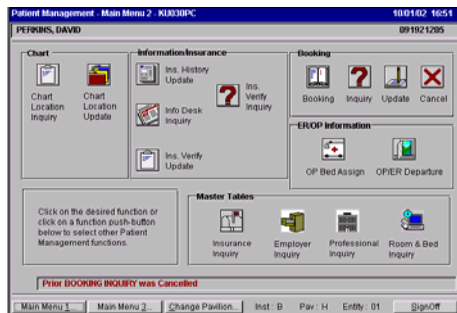 Patient Management - Main Menu 2 - KU030PC 10/01/02 16:51
PERKINS, DAVID 091921205
Chart
Chart Location Inquiry
Chart Location Update
Information/Insurance
Ins. History Update
Info Desk Inquiry
Ins. Verify Update
Ins. Verify Inquiry
Booking
Booking Inquiry Update Cancel
ER/OP Information
OP Bed Assign OP/ER Departure
Click on the desired function or
click on a function push-button
below to select other Patient
Management functions.
Master Tables
Insurance Inquiry
Employer Inquiry
Professional Inquiry
Room & Bed Inquiry
Prior BOOKING INQUIRY was Cancelled
Main Menu 1... Main Menu 3... Change Pavilion... Inst : B Pav : H Entity : 01 SignOff